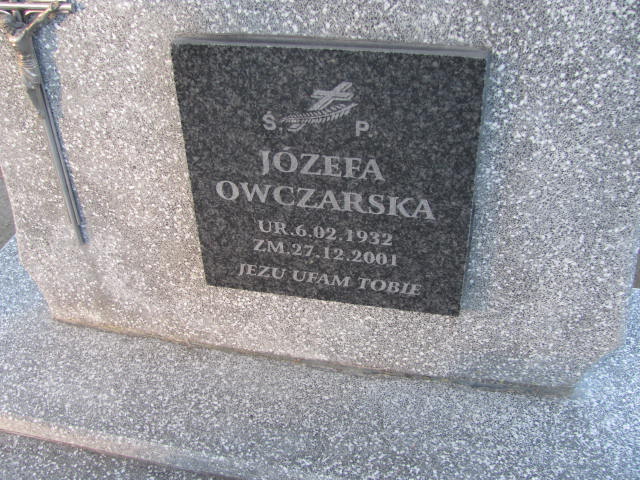 Ś. P.
JÓZEFA
OWCZARSKA
UR.6.02.1932
ZM.27.12.2001
JEZU UFAM TOBIE